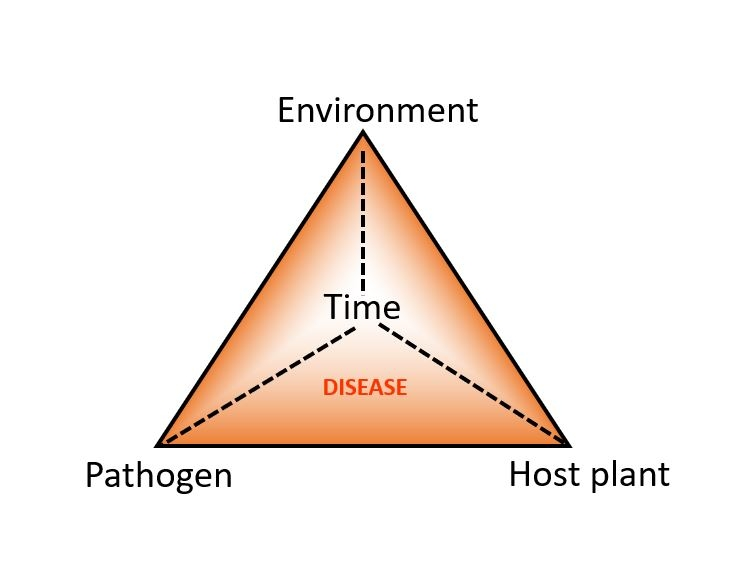 Environment
Time
DISEASE
Pathogen
Host plant